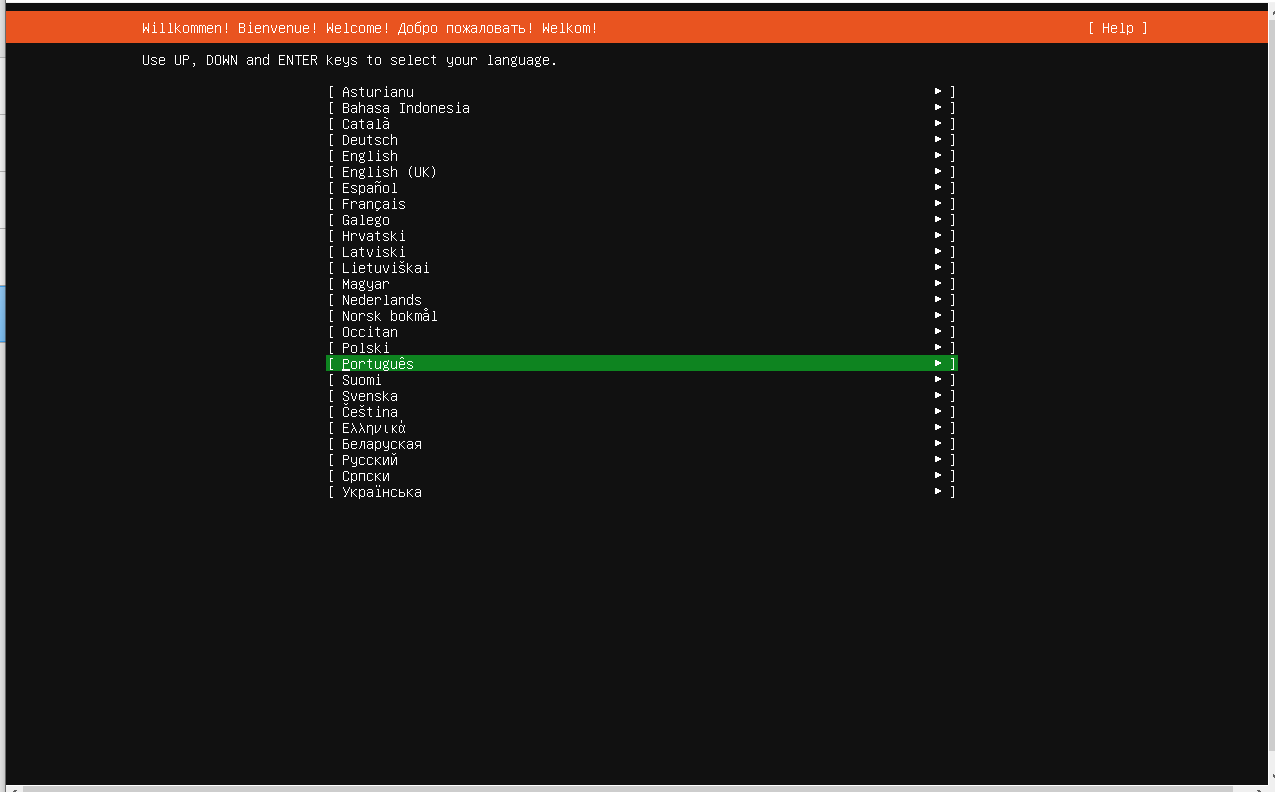 Willkommen! Bienvenue! Welcome! Добро пожаловать! Welkom! [ Help ]
Use UP, DOWN and ENTER keys to select your language.
[ Asturianu ▸ ]
[ Bahasa Indonesia ▸ ]
[ Català ▸ ]
[ Deutsch ▸ ]
[ English ▸ ]
[ English (UK) ▸ ]
[ Español ▸ ]
[ Français ▸ ]
[ Galego ▸ ]
[ Hrvatski ▸ ]
[ Latviski ▸ ]
[ Lietuviškai ▸ ]
[ Magyar ▸ ]
[ Nederlands ▸ ]
[ Norsk bokmål ▸ ]
[ Occitan ▸ ]
[ Polski ▸ ]
[ Português ▸ ]
[ Suomi ▸ ]
[ Svenska ▸ ]
[ Čeština ▸ ]
[ Ελληνικά ▸ ]
[ Беларуская ▸ ]
[ Русский ▸ ]
[ Српски ▸ ]
[ Українська ▸ ]